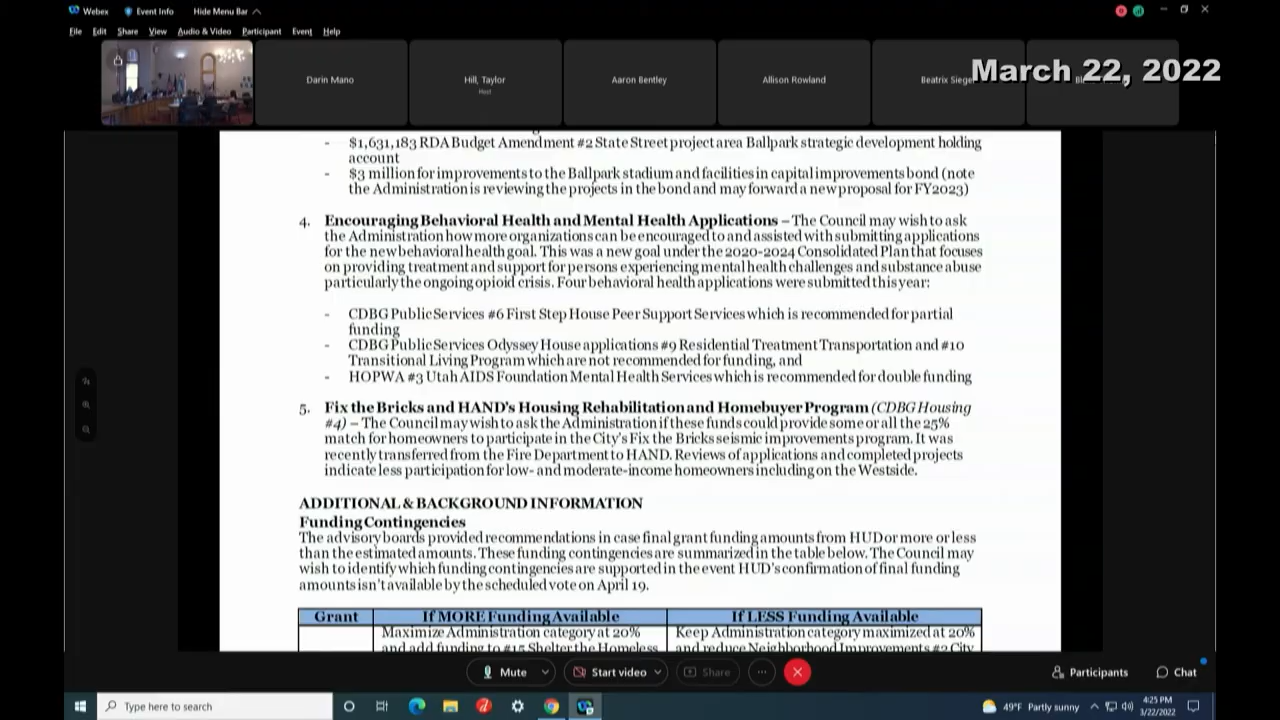 Webex Event Info Hide Menu Bar
File Edit Share View Audio & Video Participant Event Help
March 22, 2022
Darin Mano
Hill, Taylor
Host
Aaron Bentley
Allison Rowland
Beatrix Sieger
- $1,631,183 RDA Budget Amendment #2 State Street project area Ballpark strategic development holding
account
- $3 million for improvements to the Ballpark stadium and facilities in capital improvements bond (note
the Administration is reviewing the projects in the bond and may forward a new proposal for FY2023)
4. Encouraging Behavioral Health and Mental Health Applications – The Council may wish to ask
the Administration how more organizations can be encouraged to and assisted with submitting applications
for the new behavioral health goal. This was a new goal under the 2020-2024 Consolidated Plan that focuses
on providing treatment and support for persons experiencing mental health challenges and substance abuse
particularly the ongoing opioid crisis. Four behavioral health applications were submitted this year:
- CDBG Public Services #6 First Step House Peer Support Services which is recommended for partial
funding
- CDBG Public Services Odyssey House applications #9 Residential Treatment Transportation and #10
Transitional Living Program which are not recommended for funding, and
- HOPWA #3 Utah AIDS Foundation Mental Health Services which is recommended for double funding
5. Fix the Bricks and HAND's Housing Rehabilitation and Homebuyer Program (CDBG Housing
#4) – The Council may wish to ask the Administration if these funds could provide some or all the 25%
match for homeowners to participate in the City's Fix the Bricks seismic improvements program. It was
recently transferred from the Fire Department to HAND. Reviews of applications and completed projects
indicate less participation for low- and moderate-income homeowners including on the Westside.
ADDITIONAL & BACKGROUND INFORMATION
Funding Contingencies
The advisory boards provided recommendations in case final grant funding amounts from HUD or more or less
than the estimated amounts. These funding contingencies are summarized in the table below. The Council may
wish to identify which funding contingencies are supported in the event HUD's confirmation of final funding
amounts isn't available by the scheduled vote on April 19.
Grant If MORE Funding Available If LESS Funding Available
Maximize Administration category at 20% Keep Administration category maximized at 20%
and add funding to #15 Shelter the Homeless and reduce Neighborhood Improvements #2 City
Mute Start video Share Participants Chat
Type here to search 49°F Partly sunny 4:25 PM
3/22/2022